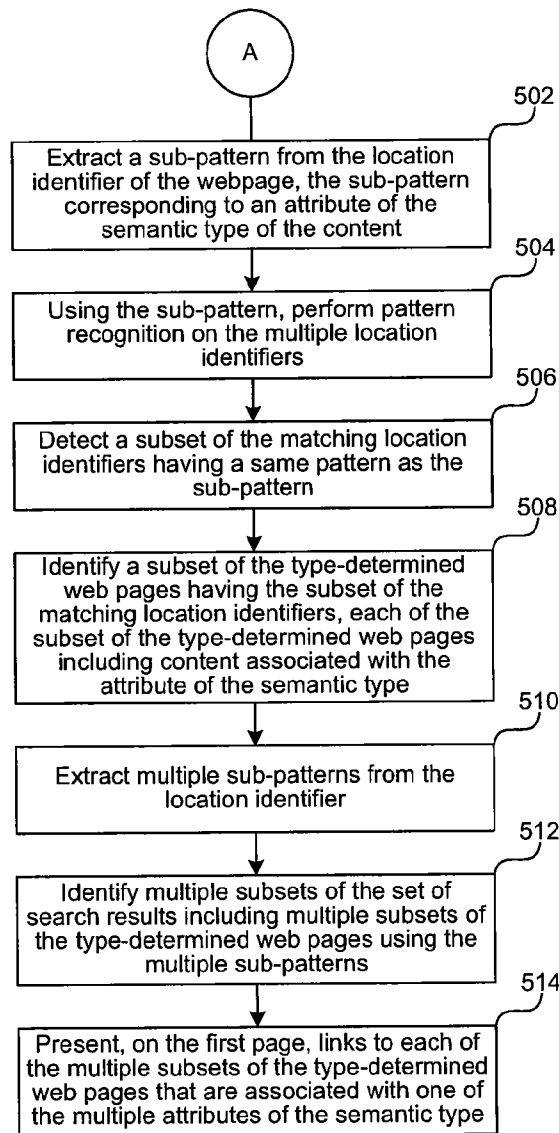 A
502
Extract a sub-pattern from the location
identifier of the webpage, the sub-pattern
corresponding to an attribute of the
semantic type of the content
504
Using the sub-pattern, perform pattern
recognition on the multiple location
identifiers
506
Detect a subset of the matching location
identifiers having a same pattern as the
sub-pattern
508
Identify a subset of the type-determined
web pages having the subset of the
matching location identifiers, each of the
subset of the type-determined web pages
including content associated with the
attribute of the semantic type
510
Extract multiple sub-patterns from the
location identifier
512
Identify multiple subsets of the set of
search results including multiple subsets of
the type-determined web pages using the
multiple sub-patterns
514
Present, on the first page, links to each of
the multiple subsets of the type-determined
web pages that are associated with one of
the multiple attributes of the semantic type